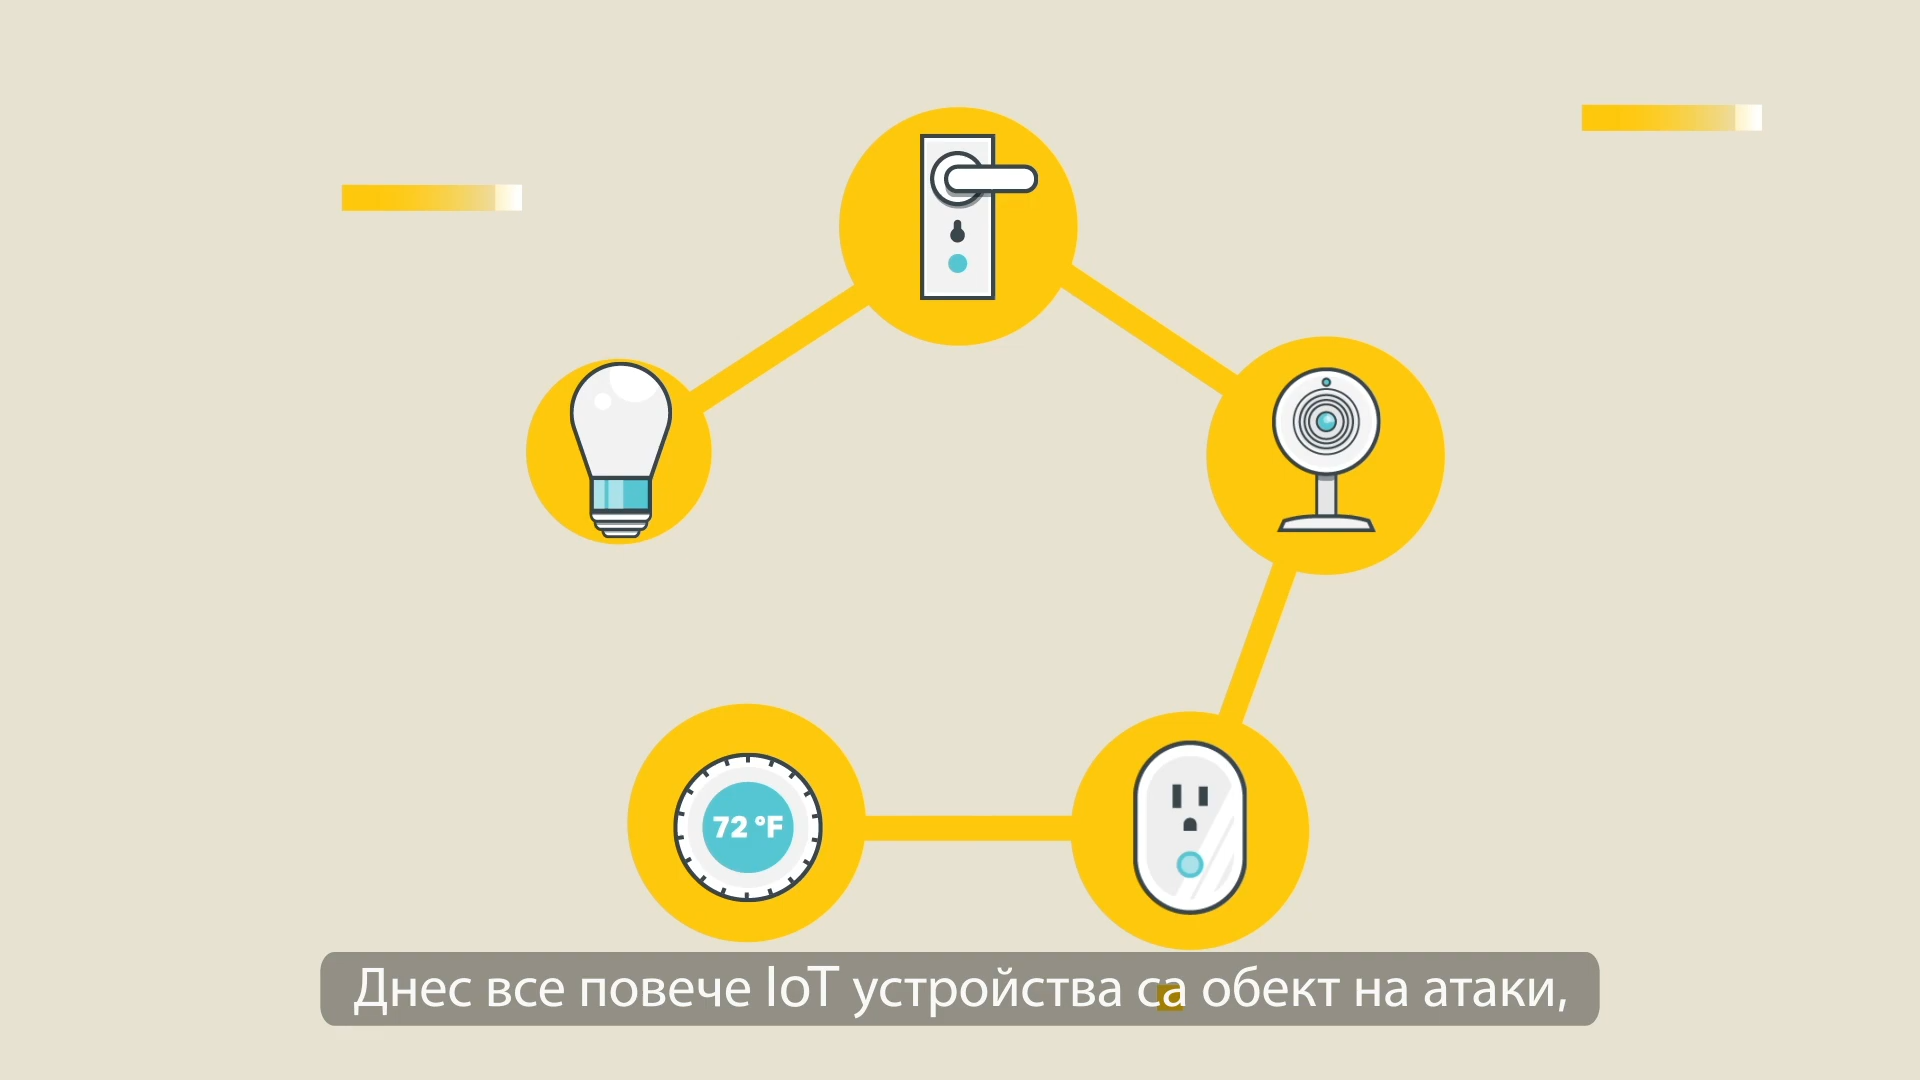 72 °F
Днес все повече IoT устройства са обект на атаки,